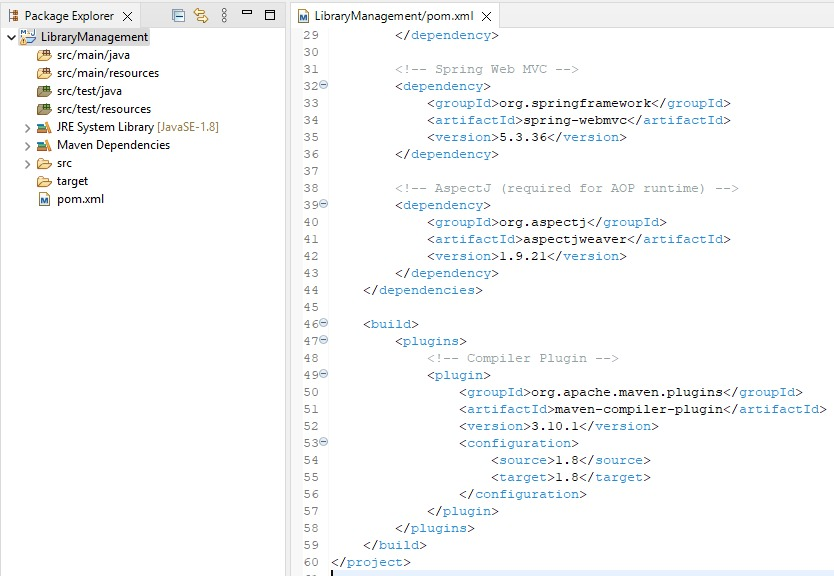 Package Explorer
LibraryManagement
src/main/java
src/main/resources
src/test/java
src/test/resources
JRE System Library [JavaSE-1.8]
Maven Dependencies
src
target
pom.xml
LibraryManagement/pom.xml
29 </dependency>
30
31 <!-- Spring Web MVC -->
32 <dependency>
33 <groupId>org.springframework</groupId>
34 <artifactId>spring-webmvc</artifactId>
35 <version>5.3.36</version>
36 </dependency>
37
38 <!-- AspectJ (required for AOP runtime) -->
39 <dependency>
40 <groupId>org.aspectj</groupId>
41 <artifactId>aspectjweaver</artifactId>
42 <version>1.9.21</version>
43 </dependency>
44 </dependencies>
45
46 <build>
47 <plugins>
48 <!-- Compiler Plugin -->
49 <plugin>
50 <groupId>org.apache.maven.plugins</groupId>
51 <artifactId>maven-compiler-plugin</artifactId>
52 <version>3.10.1</version>
53 <configuration>
54 <source>1.8</source>
55 <target>1.8</target>
56 </configuration>
57 </plugin>
58 </plugins>
59 </build>
60 </project>